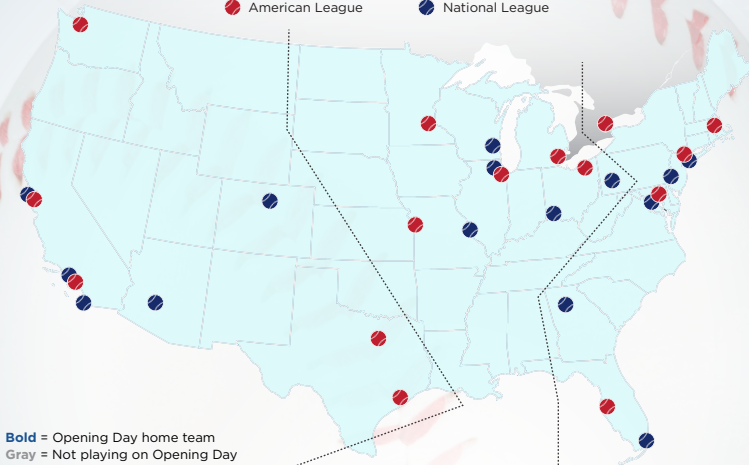 American League
National League
Bold = Opening Day home team
Gray = Not playing on Opening Day